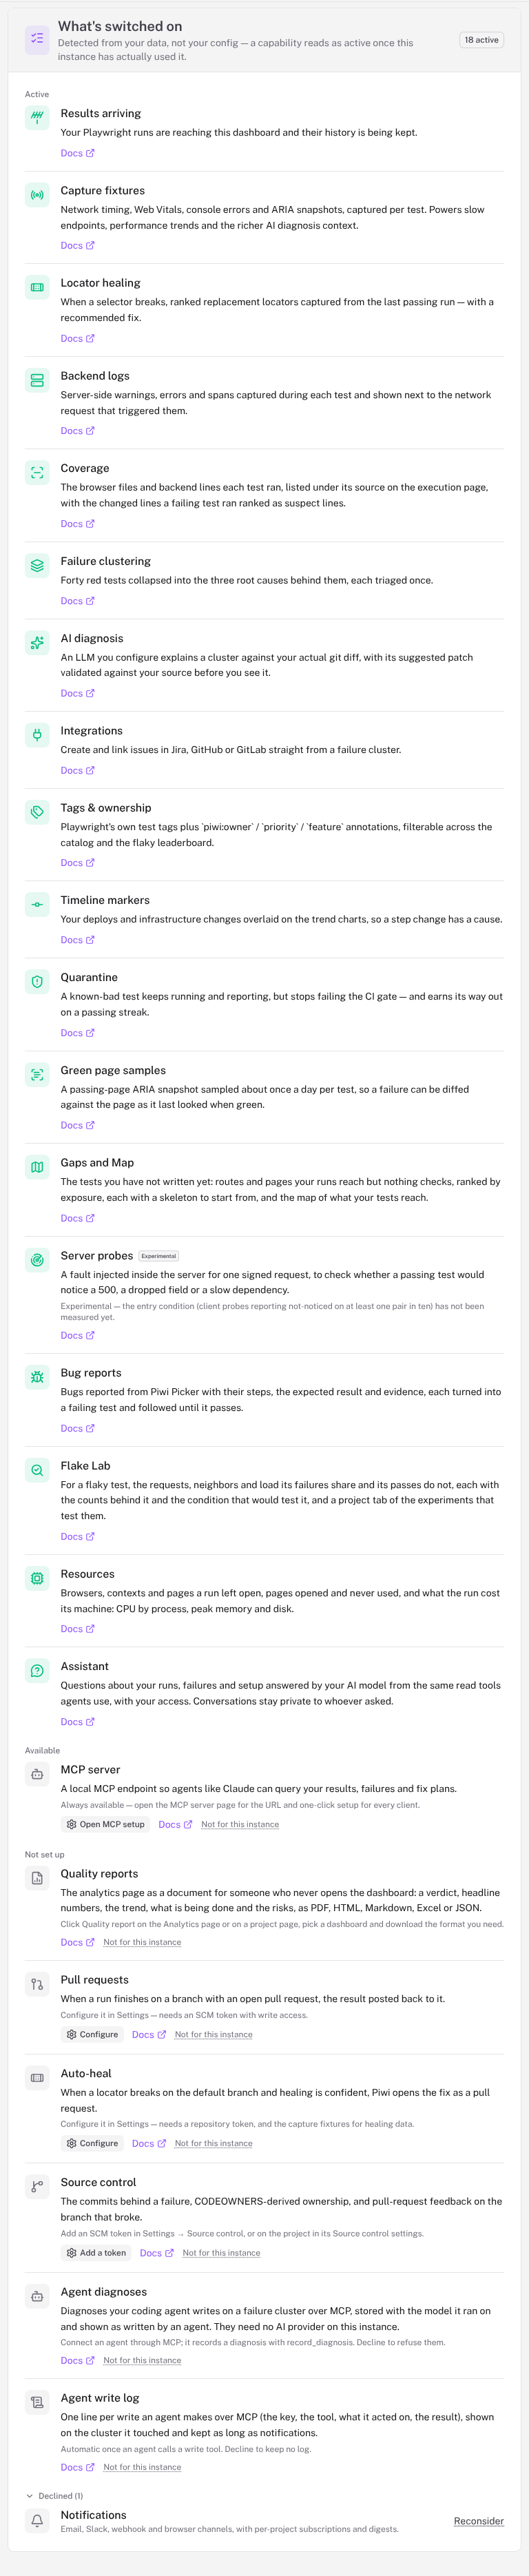 What's switched on
Detected from your data, not your config — a capability reads as active once this
instance has actually used it.
18 active
Active
Results arriving
Your Playwright runs are reaching this dashboard and their history is being kept.
Docs
Capture fixtures
Network timing, Web Vitals, console errors and ARIA snapshots, captured per test. Powers slow
endpoints, performance trends and the richer AI diagnosis context.
Docs
Locator healing
When a selector breaks, ranked replacement locators captured from the last passing run — with a
recommended fix.
Docs
Backend logs
Server-side warnings, errors and spans captured during each test and shown next to the network
request that triggered them.
Docs
Coverage
The browser files and backend lines each test ran, listed under its source on the execution page,
with the changed lines a failing test ran ranked as suspect lines.
Docs
Failure clustering
Forty red tests collapsed into the three root causes behind them, each triaged once.
Docs
AI diagnosis
An LLM you configure explains a cluster against your actual git diff, with its suggested patch
validated against your source before you see it.
Docs
Integrations
Create and link issues in Jira, GitHub or GitLab straight from a failure cluster.
Docs
Tags & ownership
Playwright's own test tags plus `piwi:owner` / `priority` / `feature` annotations, filterable across the
catalog and the flaky leaderboard.
Docs
Timeline markers
Your deploys and infrastructure changes overlaid on the trend charts, so a step change has a cause.
Docs
Quarantine
A known-bad test keeps running and reporting, but stops failing the CI gate — and earns its way out
on a passing streak.
Docs
Green page samples
A passing-page ARIA snapshot sampled about once a day per test, so a failure can be diffed
against the page as it last looked when green.
Docs
Gaps and Map
The tests you have not written yet: routes and pages your runs reach but nothing checks, ranked by
exposure, each with a skeleton to start from, and the map of what your tests reach.
Docs
Server probes Experimental
A fault injected inside the server for one signed request, to check whether a passing test would
notice a 500, a dropped field or a slow dependency.
Experimental — the entry condition (client probes reporting not-noticed on at least one pair in ten) has not been
measured yet.
Docs
Bug reports
Bugs reported from Piwi Picker with their steps, the expected result and evidence, each turned into
a failing test and followed until it passes.
Docs
Flake Lab
For a flaky test, the requests, neighbors and load its failures share and its passes do not, each with
the counts behind it and the condition that would test it, and a project tab of the experiments that
test them.
Docs
Resources
Browsers, contexts and pages a run left open, pages opened and never used, and what the run cost
its machine: CPU by process, peak memory and disk.
Docs
Assistant
Questions about your runs, failures and setup answered by your AI model from the same read tools
agents use, with your access. Conversations stay private to whoever asked.
Docs
Available
MCP server
A local MCP endpoint so agents like Claude can query your results, failures and fix plans.
Always available — open the MCP server page for the URL and one-click setup for every client.
Open MCP setup Docs Not for this instance
Not set up
Quality reports
The analytics page as a document for someone who never opens the dashboard: a verdict, headline
numbers, the trend, what is being done and the risks, as PDF, HTML, Markdown, Excel or JSON.
Click Quality report on the Analytics page or on a project page, pick a dashboard and download the format you need.
Docs Not for this instance
Pull requests
When a run finishes on a branch with an open pull request, the result posted back to it.
Configure it in Settings — needs an SCM token with write access.
Configure Docs Not for this instance
Auto-heal
When a locator breaks on the default branch and healing is confident, Piwi opens the fix as a pull
request.
Configure it in Settings — needs a repository token, and the capture fixtures for healing data.
Configure Docs Not for this instance
Source control
The commits behind a failure, CODEOWNERS-derived ownership, and pull-request feedback on the
branch that broke.
Add an SCM token in Settings → Source control, or on the project in its Source control settings.
Add a token Docs Not for this instance
Agent diagnoses
Diagnoses your coding agent writes on a failure cluster over MCP, stored with the model it ran on
and shown as written by an agent. They need no AI provider on this instance.
Connect an agent through MCP; it records a diagnosis with record_diagnosis. Decline to refuse them.
Docs Not for this instance
Agent write log
One line per write an agent makes over MCP (the key, the tool, what it acted on, the result), shown
on the cluster it touched and kept as long as notifications.
Automatic once an agent calls a write tool. Decline to keep no log.
Docs Not for this instance
Declined (1)
Notifications
Email, Slack, webhook and browser channels, with per-project subscriptions and digests.
Reconsider